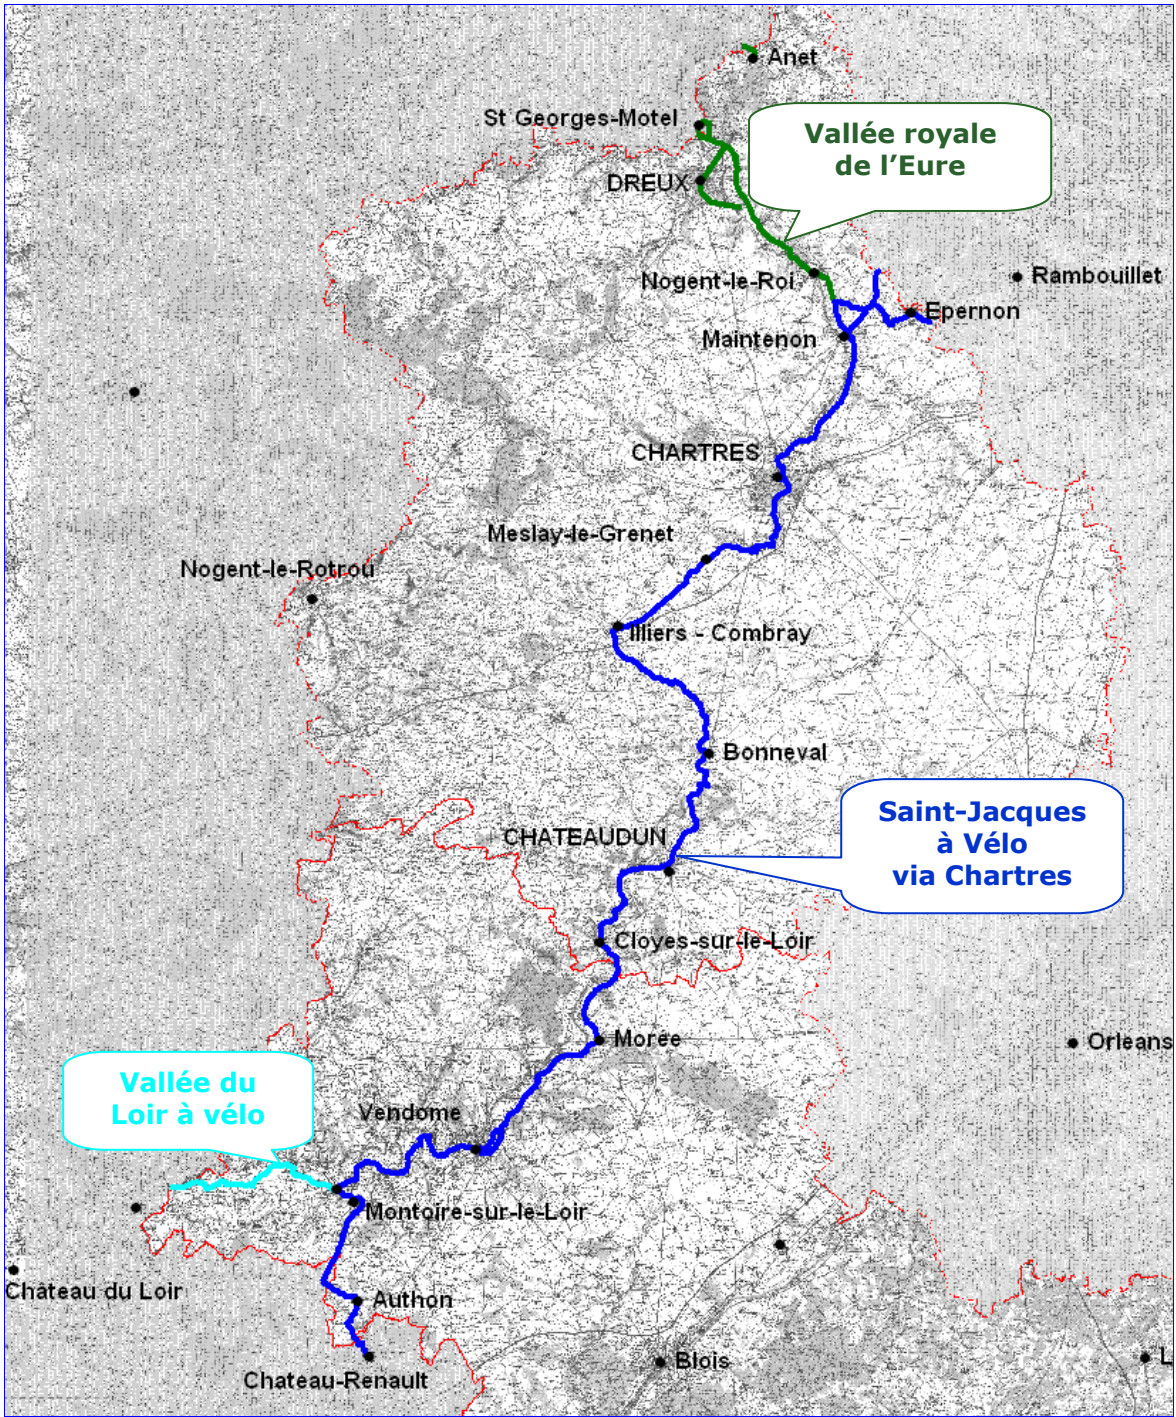 Anet
St Georges-Motel
Vallée royale
de l’Eure
DREUX
Nogent-le-Roi
Rambouillet
Epernon
Maintenon
CHARTRES
Meslay-le-Grenet
Nogent-le-Rotrou
Illiers - Combray
Bonneval
Saint-Jacques
à Vélo
via Chartres
CHATEAUDUN
Cloyes-sur-le-Loir
Morée
Orleans
Vallée du
Loir à vélo
Vendome
Montoire-sur-le-Loir
Château du Loir
Authon
Blois
L
Chateau-Renault